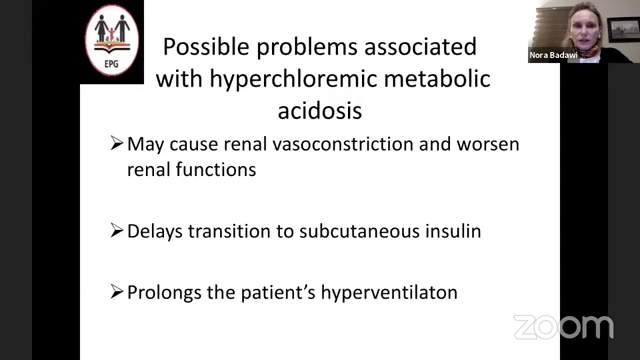 EPG
Possible problems associated
with hyperchloremic metabolic
acidosis
➢May cause renal vasoconstriction and worsen
renal functions
➢Delays transition to subcutaneous insulin
➢Prolongs the patient's hyperventilaton
Nora Badawi
zoom